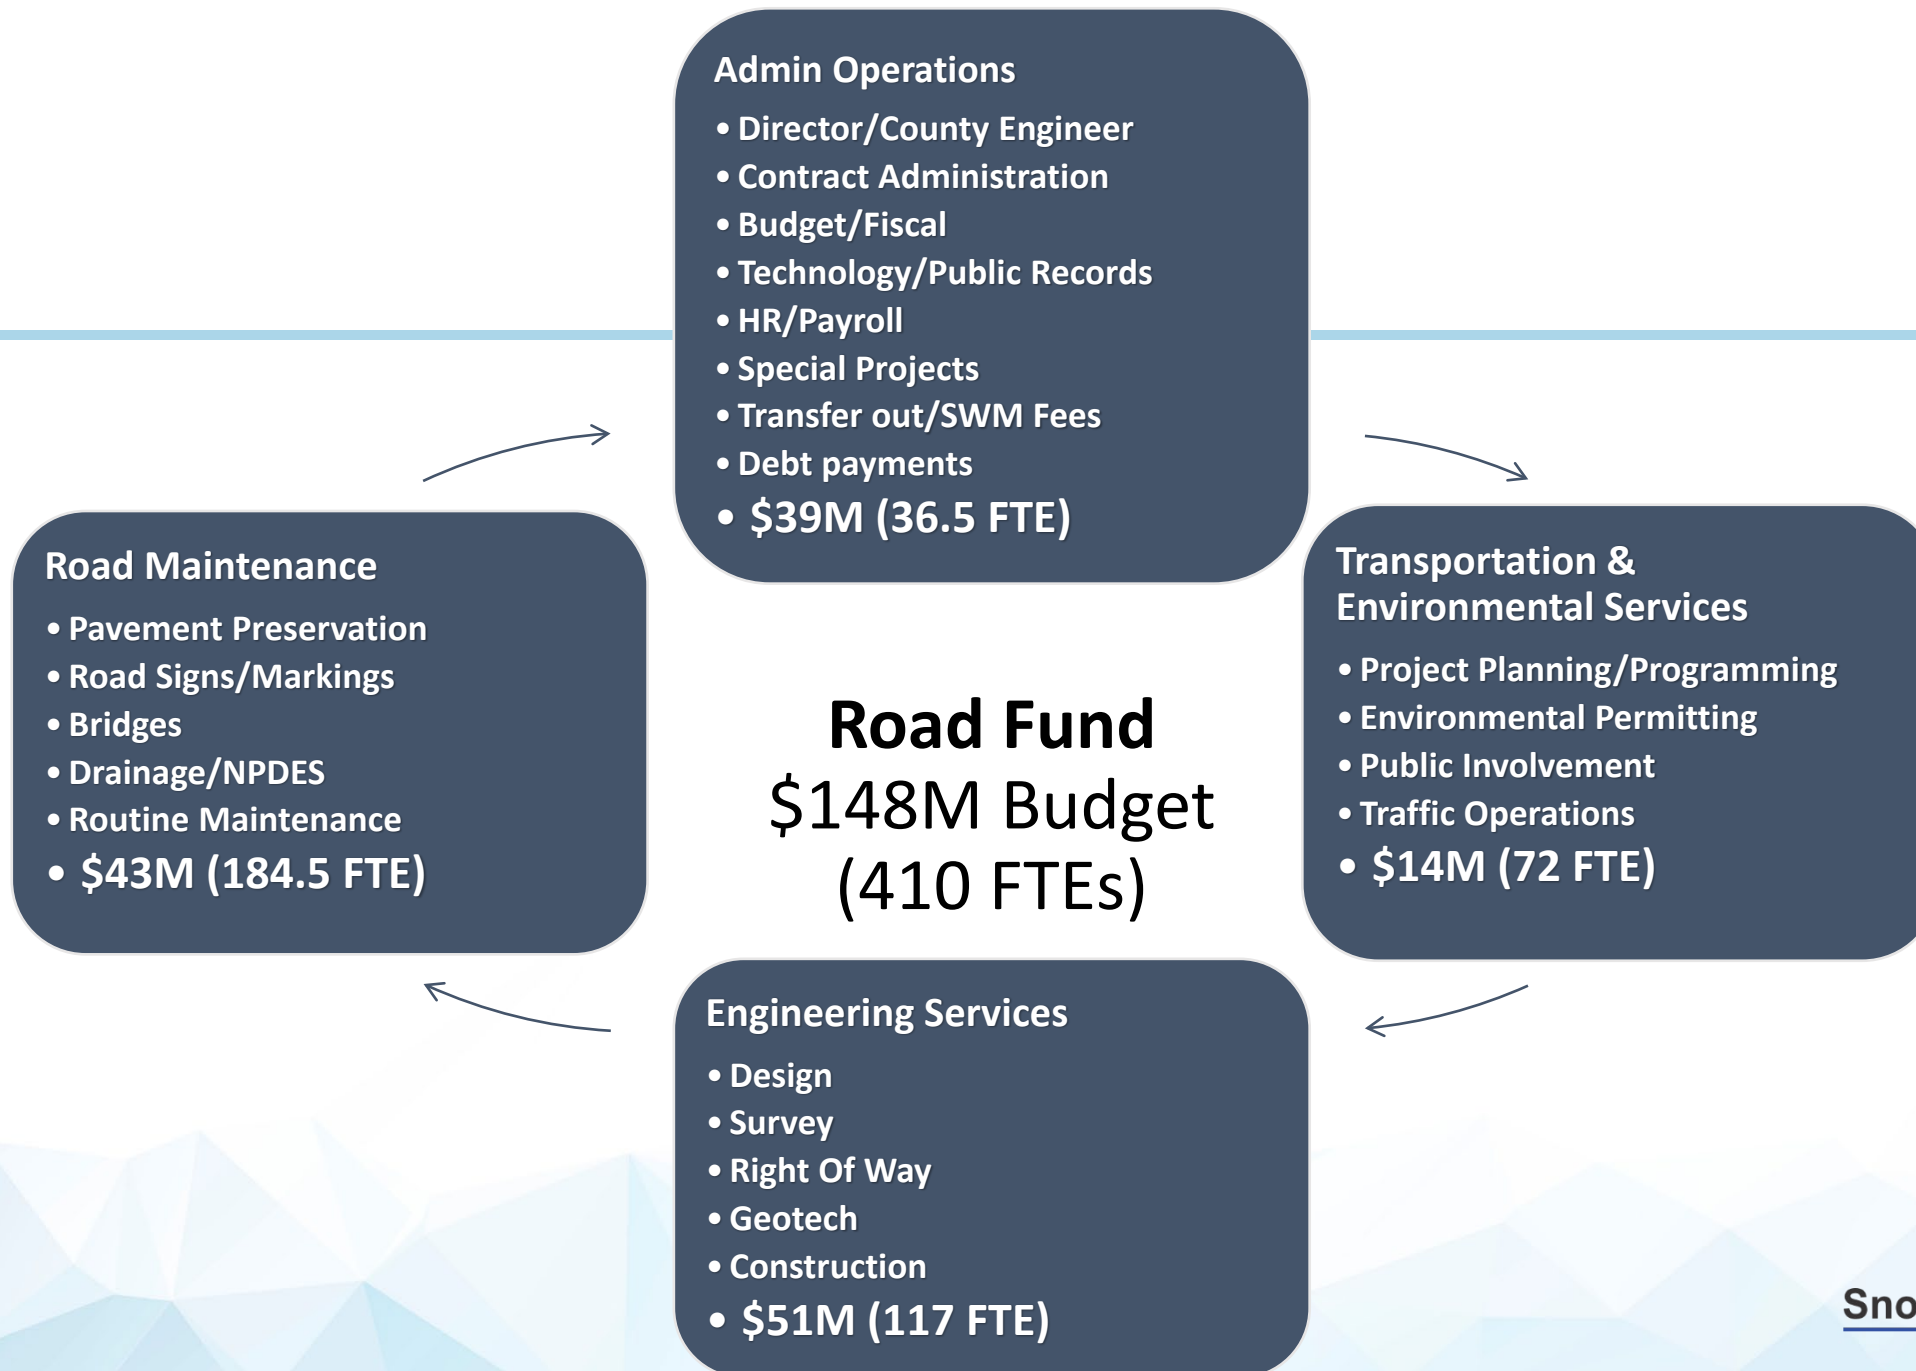 Admin Operations
• Director/County Engineer
• Contract Administration
• Budget/Fiscal
• Technology/Public Records
• HR/Payroll
• Special Projects
• Transfer out/SWM Fees
• Debt payments
• $39M (36.5 FTE)
Transportation &
Environmental Services
• Project Planning/Programming
• Environmental Permitting
• Public Involvement
• Traffic Operations
• $14M (72 FTE)
Engineering Services
• Design
• Survey
• Right Of Way
• Geotech
• Construction
• $51M (117 FTE)
Road Maintenance
• Pavement Preservation
• Road Signs/Markings
• Bridges
• Drainage/NPDES
• Routine Maintenance
• $43M (184.5 FTE)
Road Fund
$148M Budget
(410 FTEs)
Sno